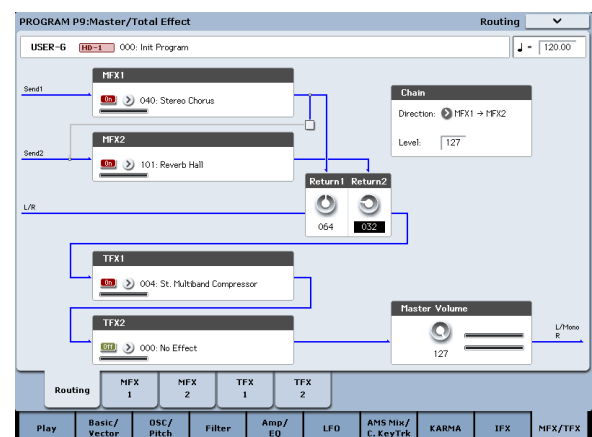 PROGRAM P9:Master/Total Effect Routing
USER-G HD-1 000: Init Program ♩ = 120.00
MFX1
Send1
On 040: Stereo Chorus
Chain
Direction: MFX1 → MFX2
Level: 127
MFX2
Send2
On 101: Reverb Hall
Return1 Return2
L/R
064 032
TFX1
On 004: St. Multiband Compressor
TFX2
Off 000: No Effect
Master Volume
127
L/Mono
R
Routing
MFX 1
MFX 2
TFX 1
TFX 2
Play
Basic/ Vector
OSC/ Pitch
Filter
Amp/ EQ
LFO
AMS Mix/ C. KeyTrk
KARMA
IFX
MFX/TFX